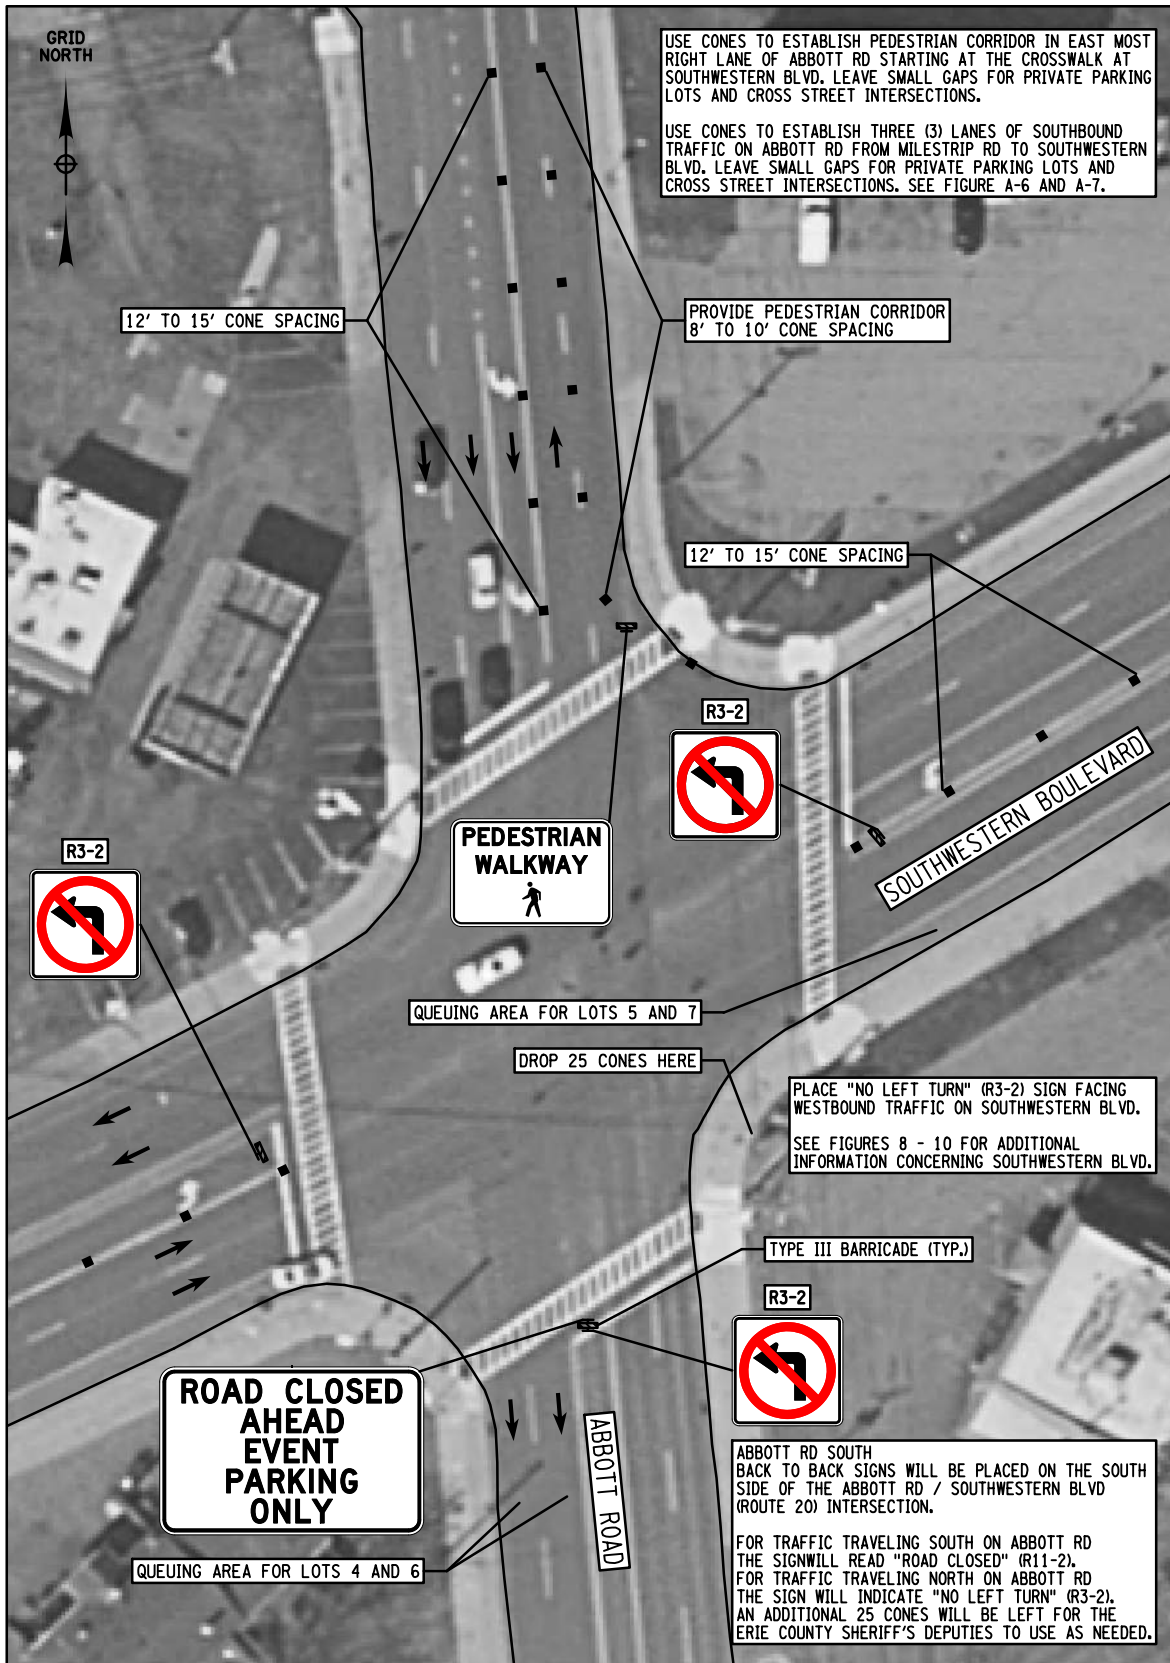 GRID
NORTH
USE CONES TO ESTABLISH PEDESTRIAN CORRIDOR IN EAST MOST
RIGHT LANE OF ABBOTT RD STARTING AT THE CROSSWALK AT
SOUTHWESTERN BLVD. LEAVE SMALL GAPS FOR PRIVATE PARKING
LOTS AND CROSS STREET INTERSECTIONS.
USE CONES TO ESTABLISH THREE (3) LANES OF SOUTHBOUND
TRAFFIC ON ABBOTT RD FROM MILESTRIP RD TO SOUTHWESTERN
BLVD. LEAVE SMALL GAPS FOR PRIVATE PARKING LOTS AND
CROSS STREET INTERSECTIONS. SEE FIGURE A-6 AND A-7.
12' TO 15' CONE SPACING
PROVIDE PEDESTRIAN CORRIDOR
8' TO 10' CONE SPACING
12' TO 15' CONE SPACING
R3-2
SOUTHWESTERN BOULEVARD
PEDESTRIAN
WALKWAY
R3-2
QUEUING AREA FOR LOTS 5 AND 7
DROP 25 CONES HERE
PLACE "NO LEFT TURN" (R3-2) SIGN FACING
WESTBOUND TRAFFIC ON SOUTHWESTERN BLVD.
SEE FIGURES 8 - 10 FOR ADDITIONAL
INFORMATION CONCERNING SOUTHWESTERN BLVD.
TYPE III BARRICADE (TYP.)
R3-2
ROAD CLOSED
AHEAD
EVENT
PARKING
ONLY
ABBOTT ROAD
QUEUING AREA FOR LOTS 4 AND 6
ABBOTT RD SOUTH
BACK TO BACK SIGNS WILL BE PLACED ON THE SOUTH
SIDE OF THE ABBOTT RD / SOUTHWESTERN BLVD
(ROUTE 20) INTERSECTION.
FOR TRAFFIC TRAVELING SOUTH ON ABBOTT RD
THE SIGNWILL READ "ROAD CLOSED" (R11-2).
FOR TRAFFIC TRAVELING NORTH ON ABBOTT RD
THE SIGN WILL INDICATE "NO LEFT TURN" (R3-2).
AN ADDITIONAL 25 CONES WILL BE LEFT FOR THE
ERIE COUNTY SHERIFF'S DEPUTIES TO USE AS NEEDED.